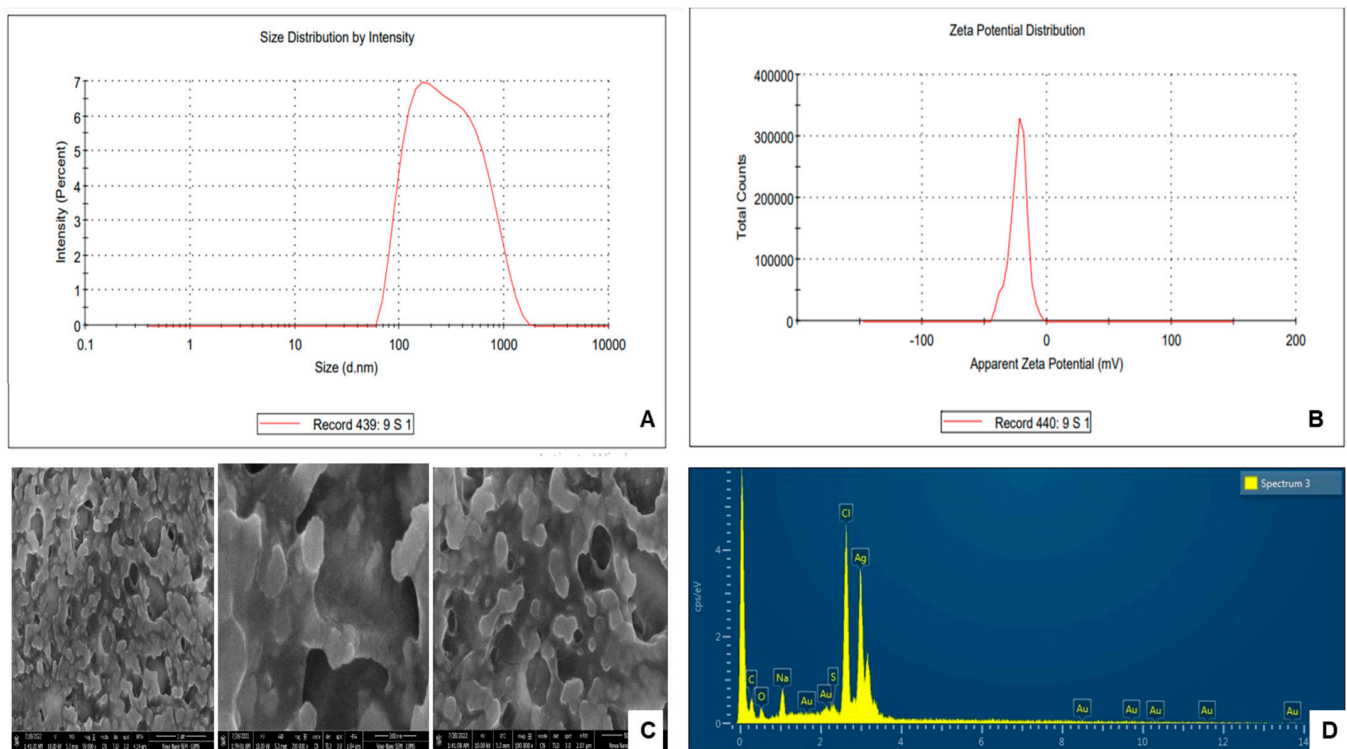 Size Distribution by Intensity
7
6
5
4
3
2
1
0
Intensity (Percent)
0.1 1 10 100 1000 10000
Size (d.nm)
Record 439: 9 S 1
A
Zeta Potential Distribution
400000
300000
200000
100000
0
Total Counts
-100 0 100 200
Apparent Zeta Potential (mV)
Record 440: 9 S 1
B
C
Spectrum 3
cps/eV
4
2
0
Cl
Ag
C
O
Na
Au
Au
S
Au
Au
Au
Au
Au
0 2 4 6 8 10 12 14
D